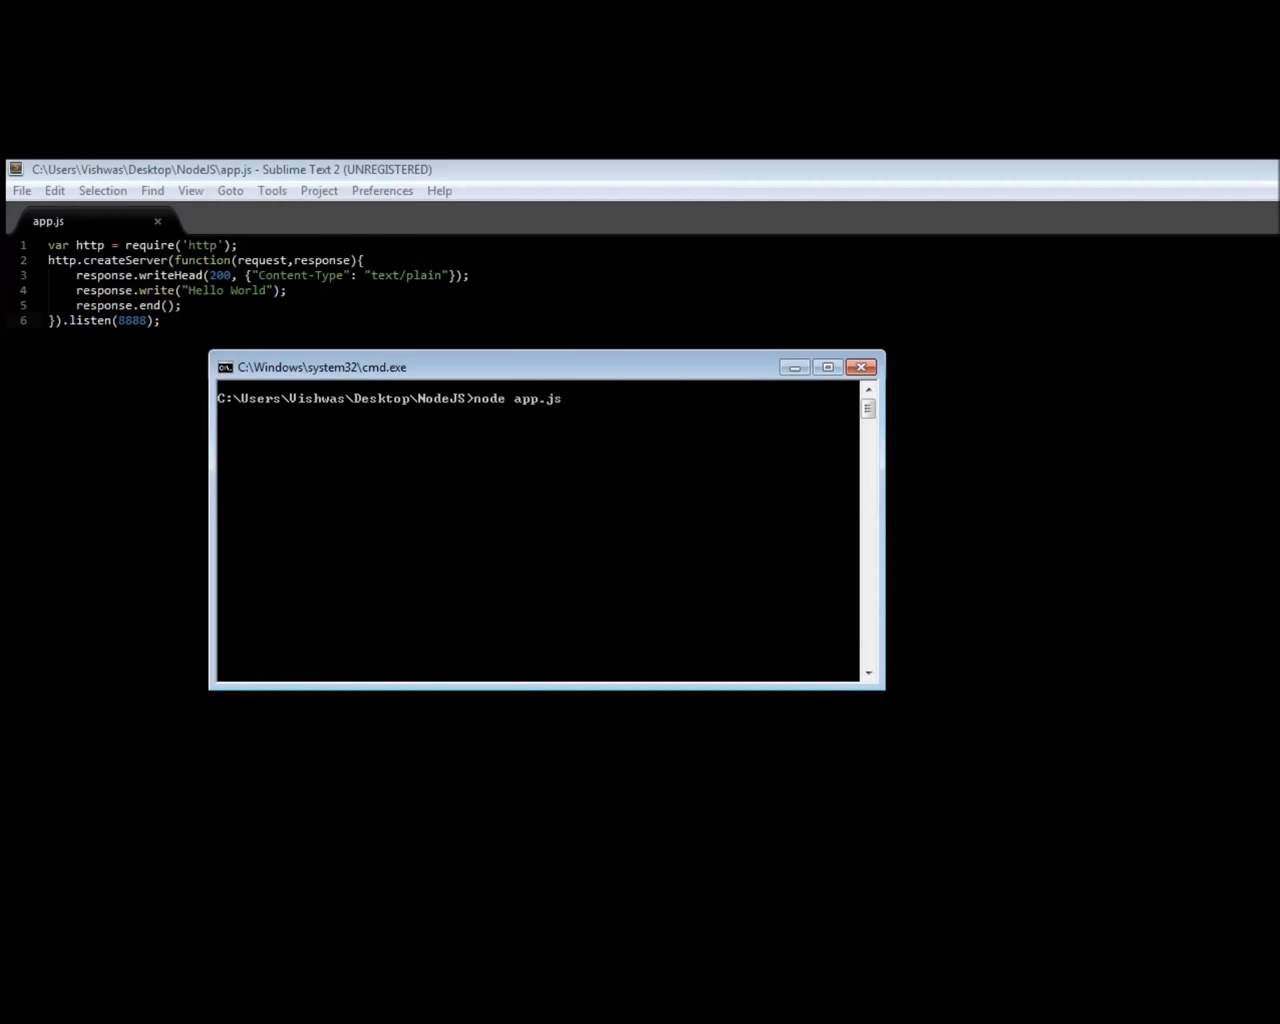 C:\Users\Vishwas\Desktop\NodeJS\app.js - Sublime Text 2 (UNREGISTERED)
File Edit Selection Find View Goto Tools Project Preferences Help
app.js ×
1 var http = require('http');
2 http.createServer(function(request,response){
3 response.writeHead(200, {"Content-Type": "text/plain"});
4 response.write("Hello World");
5 response.end();
6 }).listen(8888);
C:\Windows\system32\cmd.exe
C:\Users\Vishwas\Desktop\NodeJS>node app.js